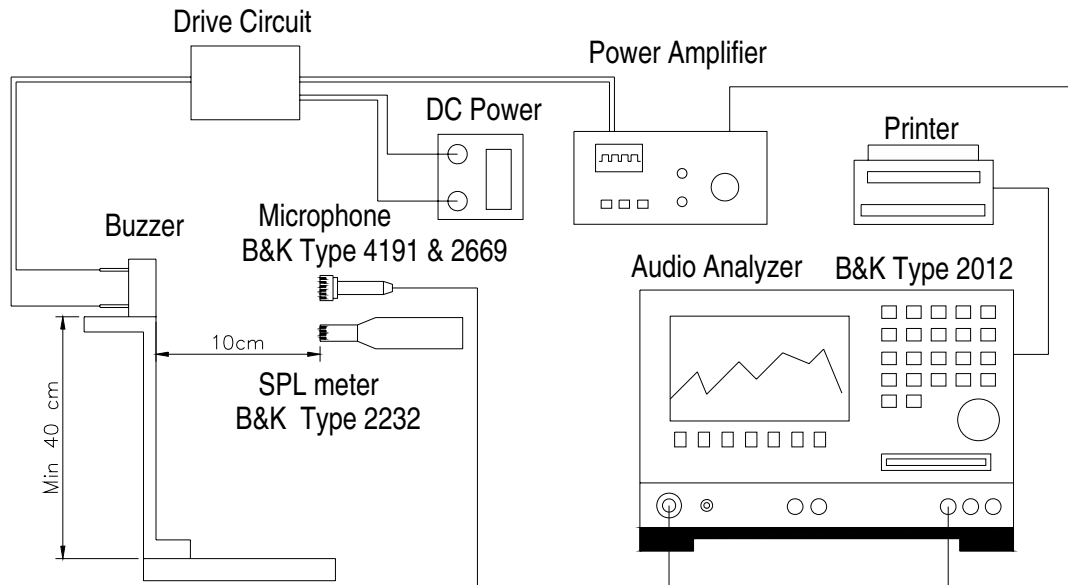 Drive Circuit
Power Amplifier
DC Power
Printer
Buzzer
Microphone
B&K Type 4191 & 2669
Audio Analyzer
B&K Type 2012
10cm
SPL meter
B&K Type 2232
Min 40 cm